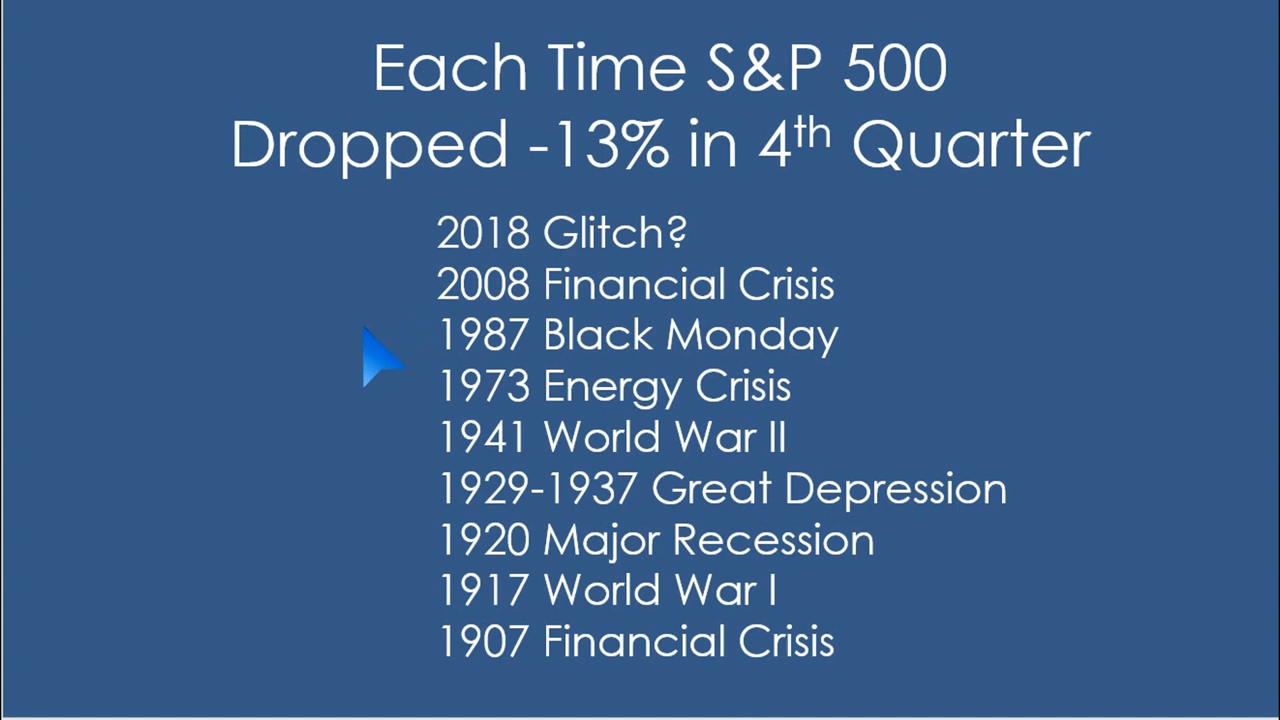 Each Time S&P 500
Dropped -13% in 4th Quarter
2018 Glitch?
2008 Financial Crisis
1987 Black Monday
1973 Energy Crisis
1941 World War II
1929-1937 Great Depression
1920 Major Recession
1917 World War I
1907 Financial Crisis